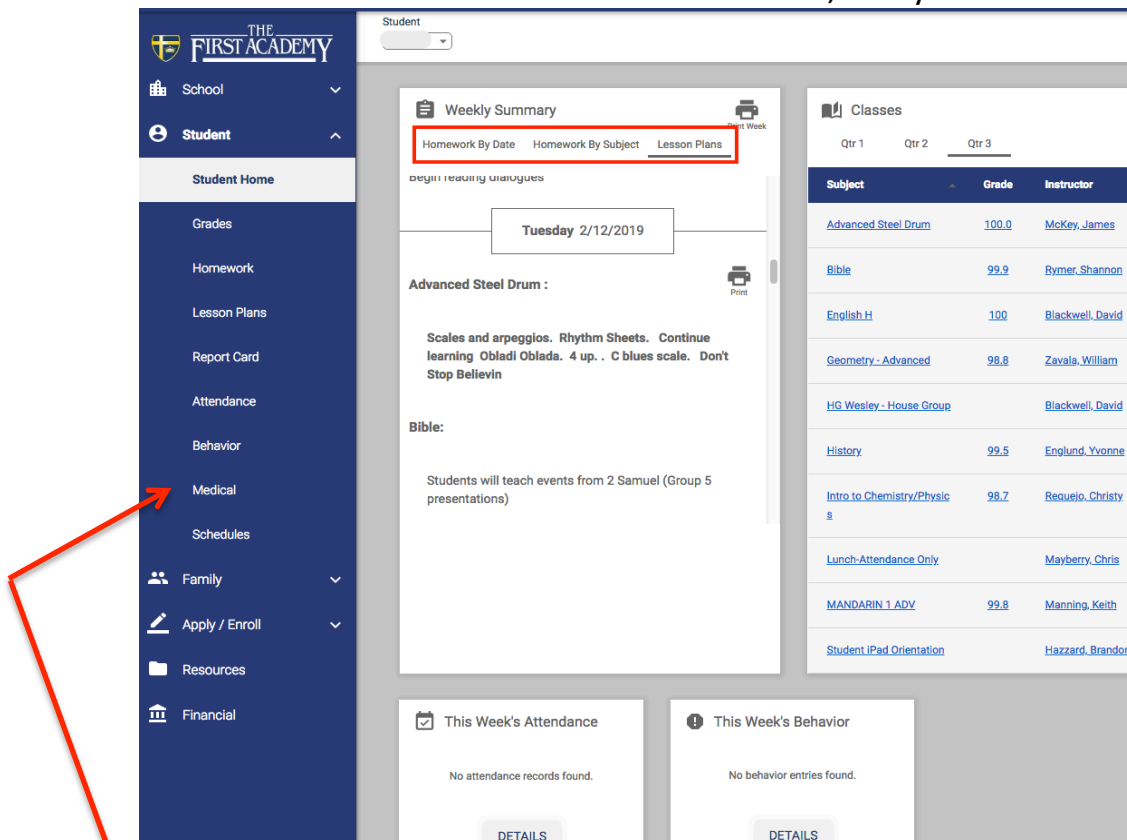 Student
THE
FIRST ACADEMY
School
Student
Student Home
Grades
Homework
Lesson Plans
Report Card
Attendance
Behavior
Medical
Schedules
Family
Apply / Enroll
Resources
Financial
Weekly Summary
Print Week
Homework By Date Homework By Subject Lesson Plans
Begin reading dialogues
Tuesday 2/12/2019
Advanced Steel Drum :
Print
Scales and arpeggios. Rhythm Sheets. Continue
learning Obladi Oblada. 4 up. . C blues scale. Don't
Stop Believin
Bible:
Students will teach events from 2 Samuel (Group 5
presentations)
Classes
Qtr 1 Qtr 2 Qtr 3
Subject Grade Instructor
Advanced Steel Drum 100.0 McKey, James
Bible 99.9 Rymer, Shannon
English H 100 Blackwell, David
Geometry - Advanced 98.8 Zavala, William
HG Wesley - House Group Blackwell, David
History 99.5 Englund, Yvonne
Intro to Chemistry/Physic 98.7 Requejo, Christy
s
Lunch-Attendance Only Mayberry, Chris
MANDARIN 1 ADV 99.8 Manning, Keith
Student iPad Orientation Hazzard, Brandon
This Week's Attendance
No attendance records found.
DETAILS
This Week's Behavior
No behavior entries found.
DETAILS